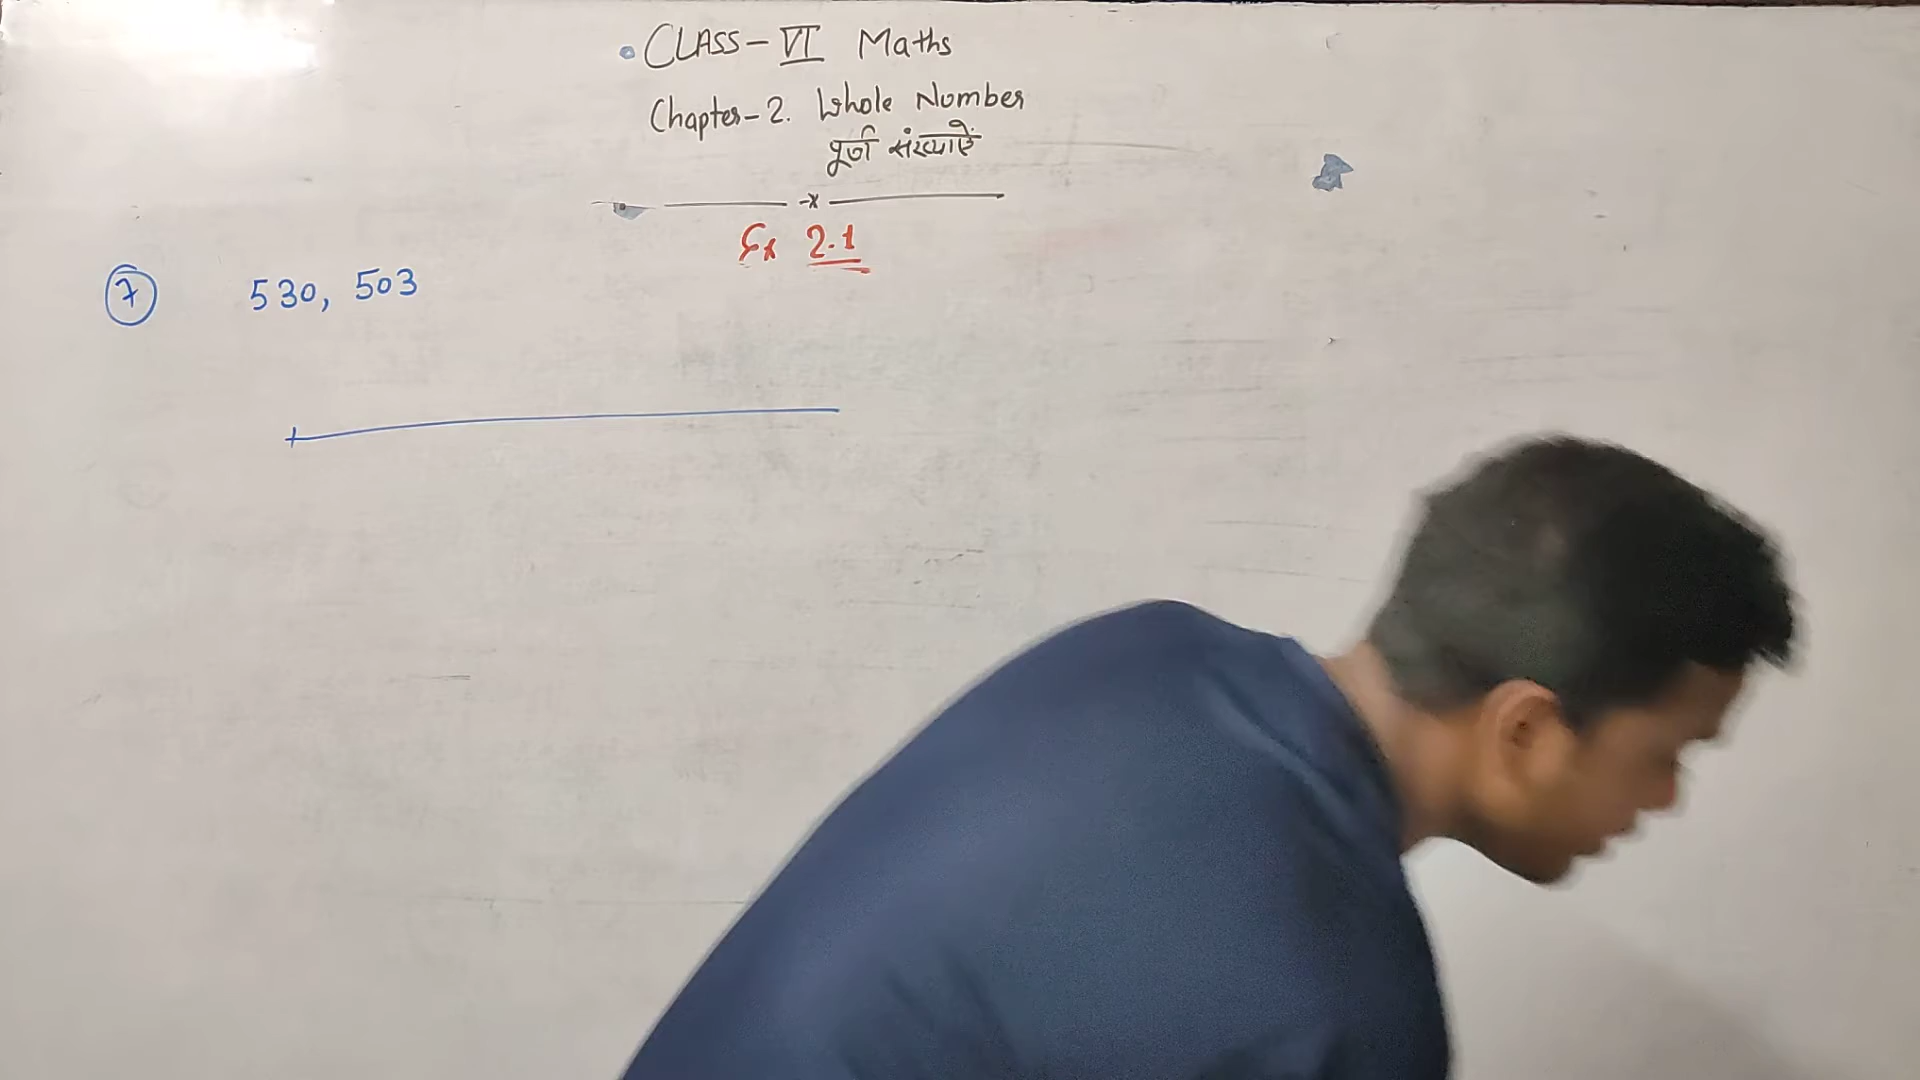 CLASS-VI Maths
Chapter-2. Whole Number
पूर्ण संख्याएँ
Ex 2.1
7 530, 503